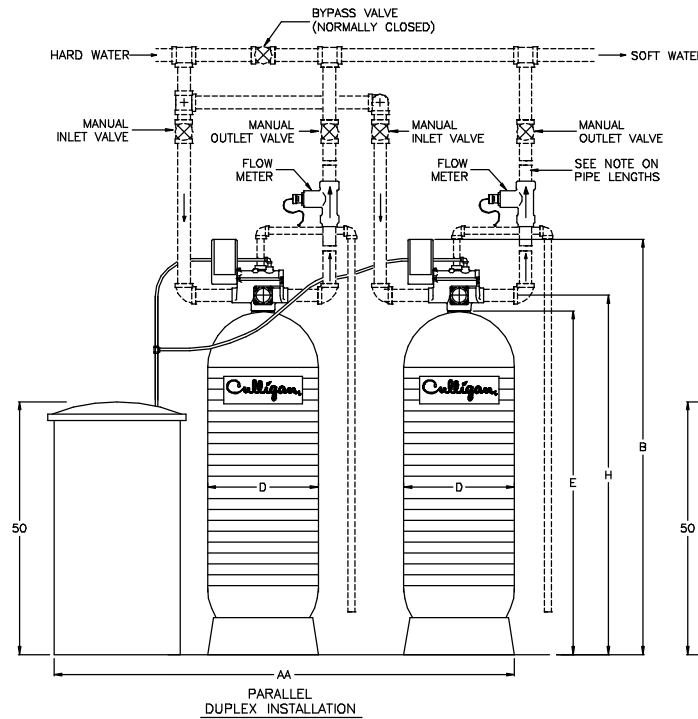 BYPASS VALVE
(NORMALLY CLOSED)
HARD WATER
SOFT WATER
MANUAL
INLET VALVE
MANUAL
OUTLET VALVE
MANUAL
INLET VALVE
MANUAL
OUTLET VALVE
FLOW
METER
FLOW
METER
SEE NOTE ON
PIPE LENGTHS
Culligan
Culligan
D
D
E
H
B
50
50
AA
PARALLEL
DUPLEX INSTALLATION